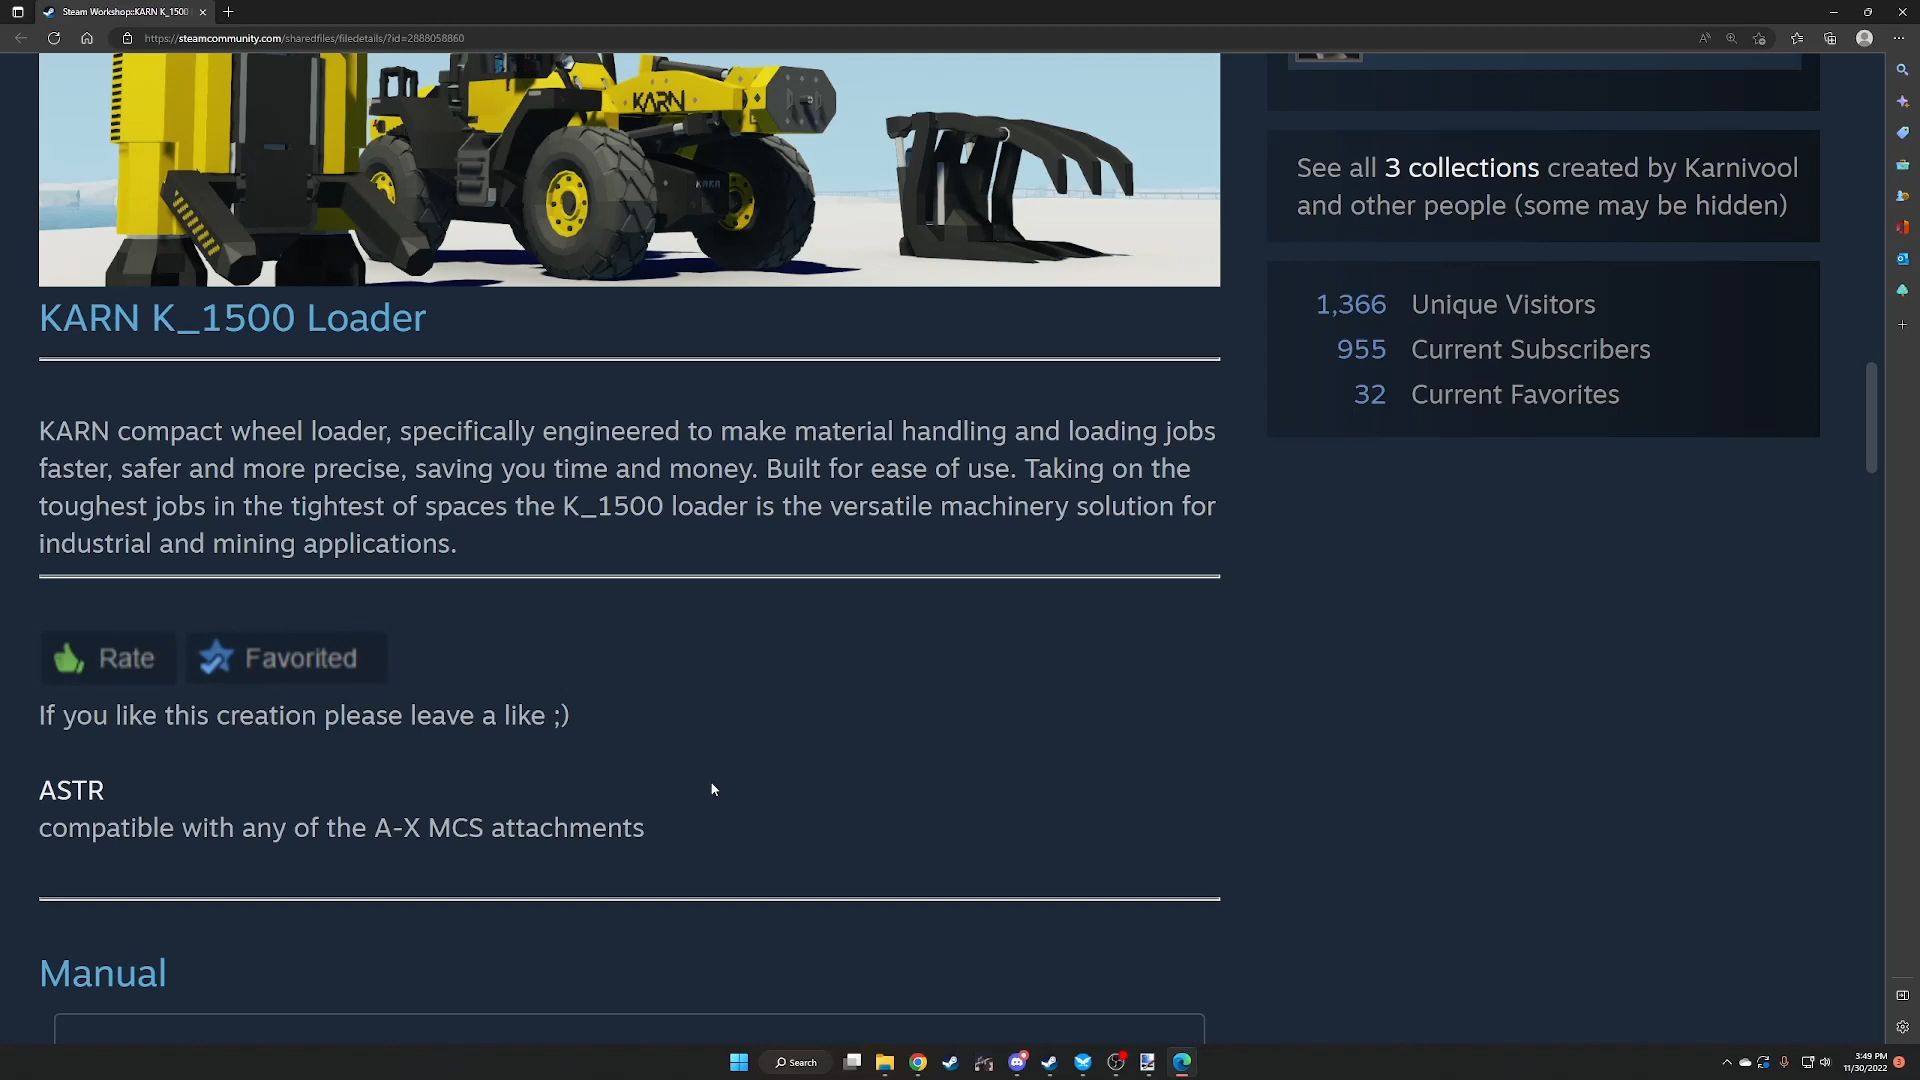 Steam Workshop::KARN K_1500
https://steamcommunity.com/sharedfiles/filedetails/?id=2888058860
KARN
KARN
KARN K_1500 Loader
KARN compact wheel loader, specifically engineered to make material handling and loading jobs
faster, safer and more precise, saving you time and money. Built for ease of use. Taking on the
toughest jobs in the tightest of spaces the K_1500 loader is the versatile machinery solution for
industrial and mining applications.
Rate
Favorited
If you like this creation please leave a like ;)
ASTR
compatible with any of the A-X MCS attachments
Manual
See all 3 collections created by Karnivool
and other people (some may be hidden)
1,366 Unique Visitors
955 Current Subscribers
32 Current Favorites
Search
3:49 PM
11/30/2022
3